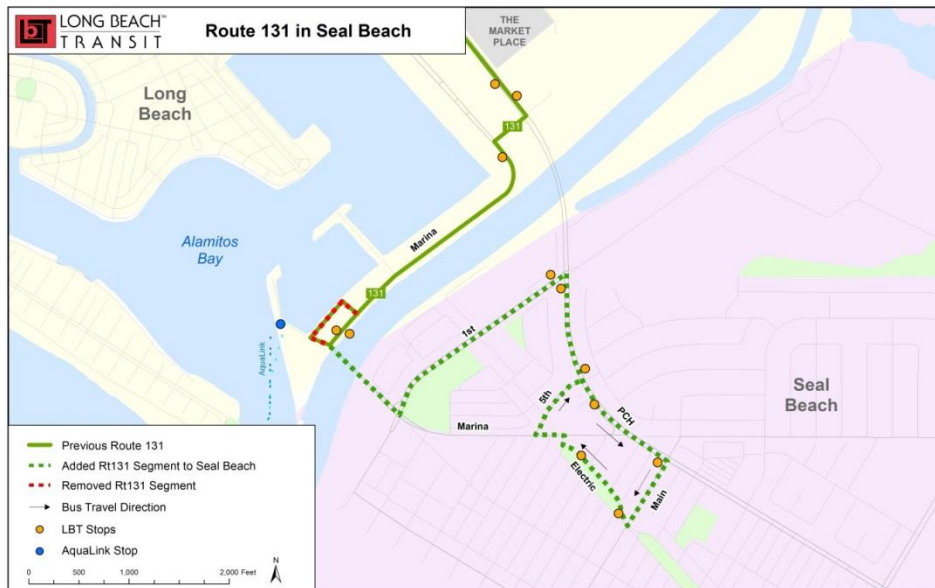 LONG BEACH™
TRANSIT
Route 131 in Seal Beach
THE
MARKET
PLACE
Long
Beach
131
Marina
Alamitos
Bay
131
AquaLink
1st
5th
PCH
Marina
Electric
Main
Seal
Beach
Previous Route 131
Added Rt131 Segment to Seal Beach
Removed Rt131 Segment
Bus Travel Direction
LBT Stops
AquaLink Stop
0 500 1,000 2,000 Feet
N